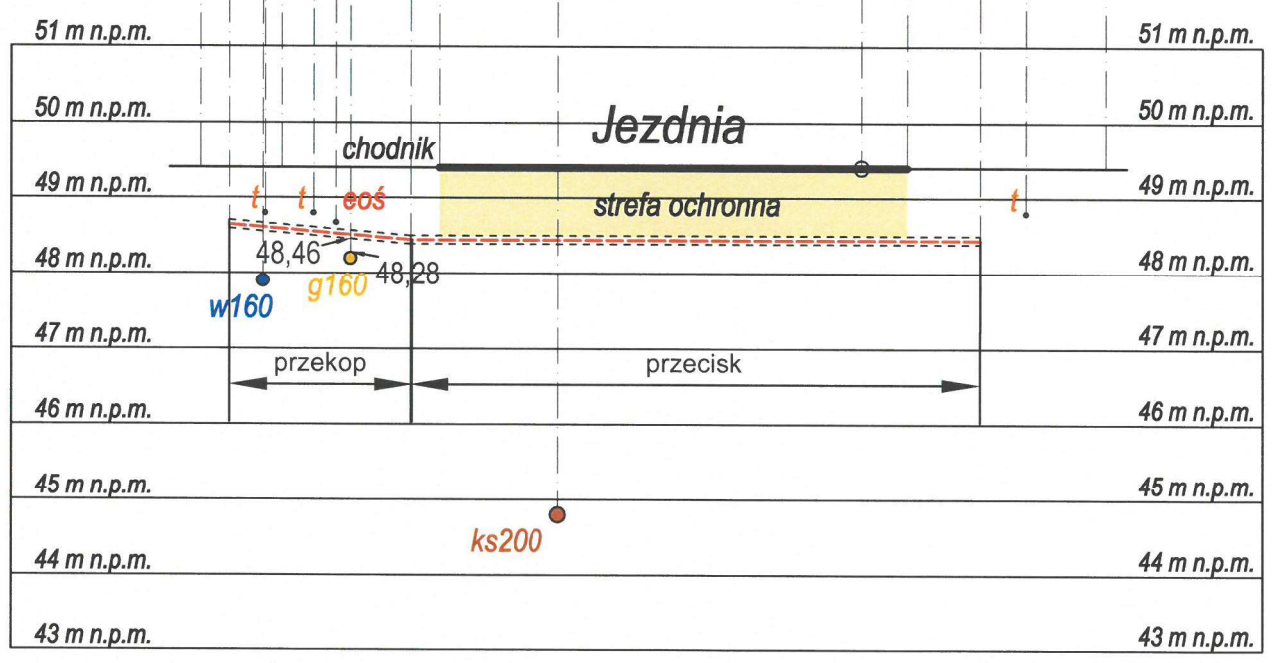 51 m n.p.m. 51 m n.p.m.
50 m n.p.m. 50 m n.p.m.
Jezdnia
chodnik
49 m n.p.m. 49 m n.p.m.
t t eoś strefa ochronna t
48,46
48 m n.p.m. 48 m n.p.m.
g160 48,28
w160
47 m n.p.m. 47 m n.p.m.
przekop przecisk
46 m n.p.m. 46 m n.p.m.
45 m n.p.m. 45 m n.p.m.
ks200
44 m n.p.m. 44 m n.p.m.
43 m n.p.m. 43 m n.p.m.